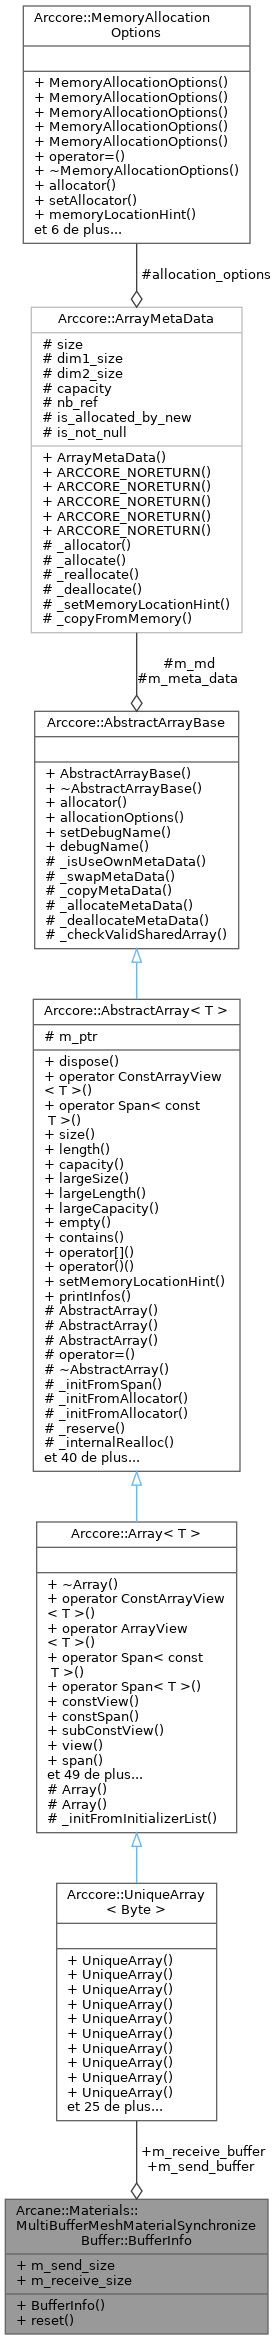 Arccore::MemoryAllocation
Options
+ MemoryAllocationOptions()
+ MemoryAllocationOptions()
+ MemoryAllocationOptions()
+ MemoryAllocationOptions()
+ MemoryAllocationOptions()
+ operator=()
+ ~MemoryAllocationOptions()
+ allocator()
+ setAllocator()
+ memoryLocationHint()
et 6 de plus...
#allocation_options
Arccore::ArrayMetaData
# size
# dim1_size
# dim2_size
# capacity
# nb_ref
# is_allocated_by_new
# is_not_null
+ ArrayMetaData()
+ ARCCORE_NORETURN()
+ ARCCORE_NORETURN()
+ ARCCORE_NORETURN()
+ ARCCORE_NORETURN()
+ ARCCORE_NORETURN()
# _allocator()
# _allocate()
# _reallocate()
# _deallocate()
# _setMemoryLocationHint()
# _copyFromMemory()
#m_md
#m_meta_data
Arccore::AbstractArrayBase
+ AbstractArrayBase()
+ ~AbstractArrayBase()
+ allocator()
+ allocationOptions()
+ setDebugName()
+ debugName()
# _isUseOwnMetaData()
# _swapMetaData()
# _copyMetaData()
# _allocateMetaData()
# _deallocateMetaData()
# _checkValidSharedArray()
Arccore::AbstractArray< T >
# m_ptr
+ dispose()
+ operator ConstArrayView
< T >()
+ operator Span< const
T >()
+ size()
+ length()
+ capacity()
+ largeSize()
+ largeLength()
+ largeCapacity()
+ empty()
+ contains()
+ operator[]()
+ operator()()
+ setMemoryLocationHint()
+ printInfos()
# AbstractArray()
# AbstractArray()
# AbstractArray()
# operator=()
# ~AbstractArray()
# _initFromSpan()
# _initFromAllocator()
# _initFromAllocator()
# _reserve()
# _internalRealloc()
et 40 de plus...
Arccore::Array< T >
+ ~Array()
+ operator ConstArrayView
< T >()
+ operator ArrayView
< T >()
+ operator Span< const
T >()
+ operator Span< T >()
+ constView()
+ constSpan()
+ subConstView()
+ view()
+ span()
et 49 de plus...
# Array()
# Array()
# _initFromInitializerList()
Arccore::UniqueArray
< Byte >
+ UniqueArray()
+ UniqueArray()
+ UniqueArray()
+ UniqueArray()
+ UniqueArray()
+ UniqueArray()
+ UniqueArray()
+ UniqueArray()
+ UniqueArray()
+ UniqueArray()
et 25 de plus...
+m_receive_buffer
+m_send_buffer
Arcane::Materials::
MultiBufferMeshMaterialSynchronize
Buffer::BufferInfo
+ m_send_size
+ m_receive_size
+ BufferInfo()
+ reset()